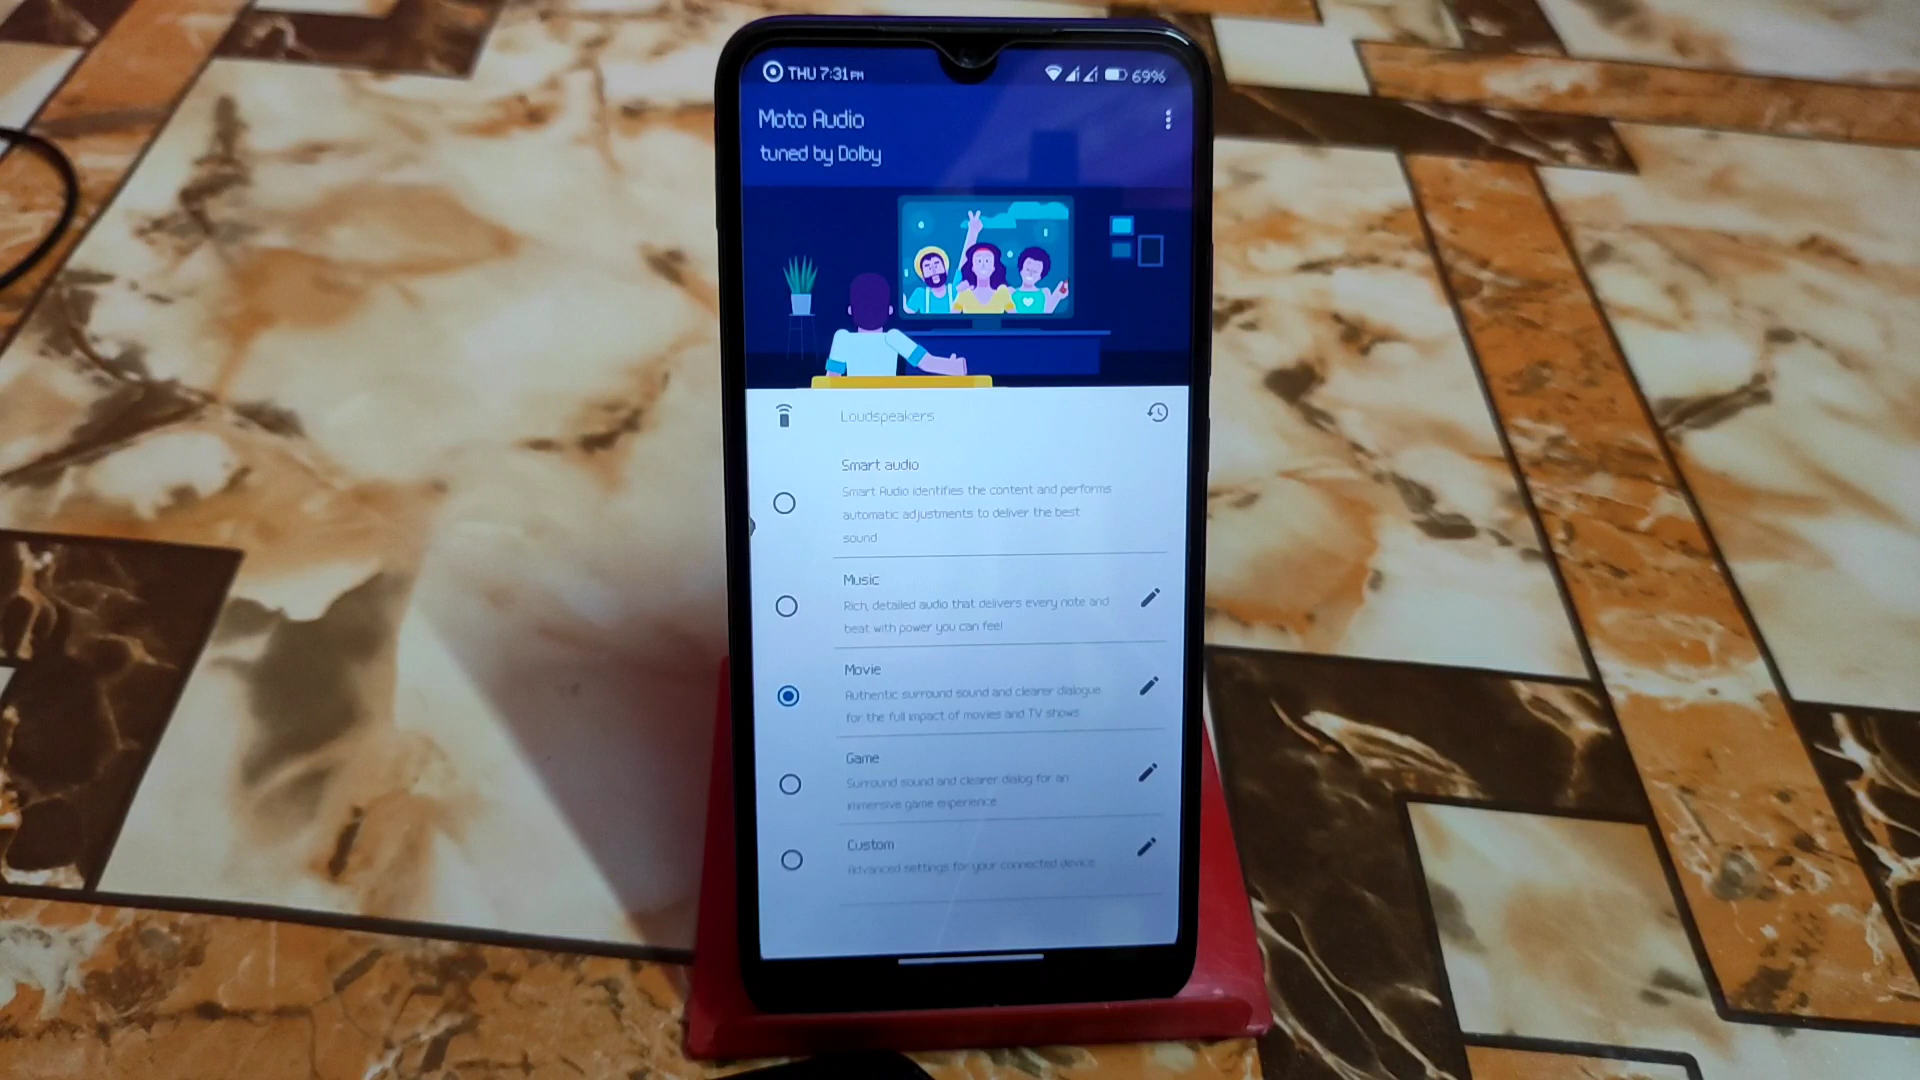 THU 7:31PM 69%
Moto Audio
tuned by Dolby
Loudspeakers
Smart audio
Smart Audio identifies the content and performs
automatic adjustments to deliver the best
sound
Music
Rich, detailed audio that delivers every note and
beat with power you can feel
Movie
Authentic surround sound and clearer dialogue
for the full impact of movies and TV shows
Game
Surround sound and clearer dialog for an
immersive game experience
Custom
Advanced settings for your connected device